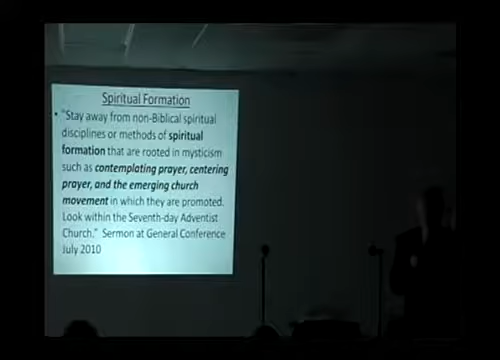 Spiritual Formation
• "Stay away from non-Biblical spiritual
disciplines or methods of spiritual
formation that are rooted in mysticism
such as contemplating prayer, centering
prayer, and the emerging church
movement in which they are promoted.
Look within the Seventh-day Adventist
Church." Sermon at General Conference
July 2010